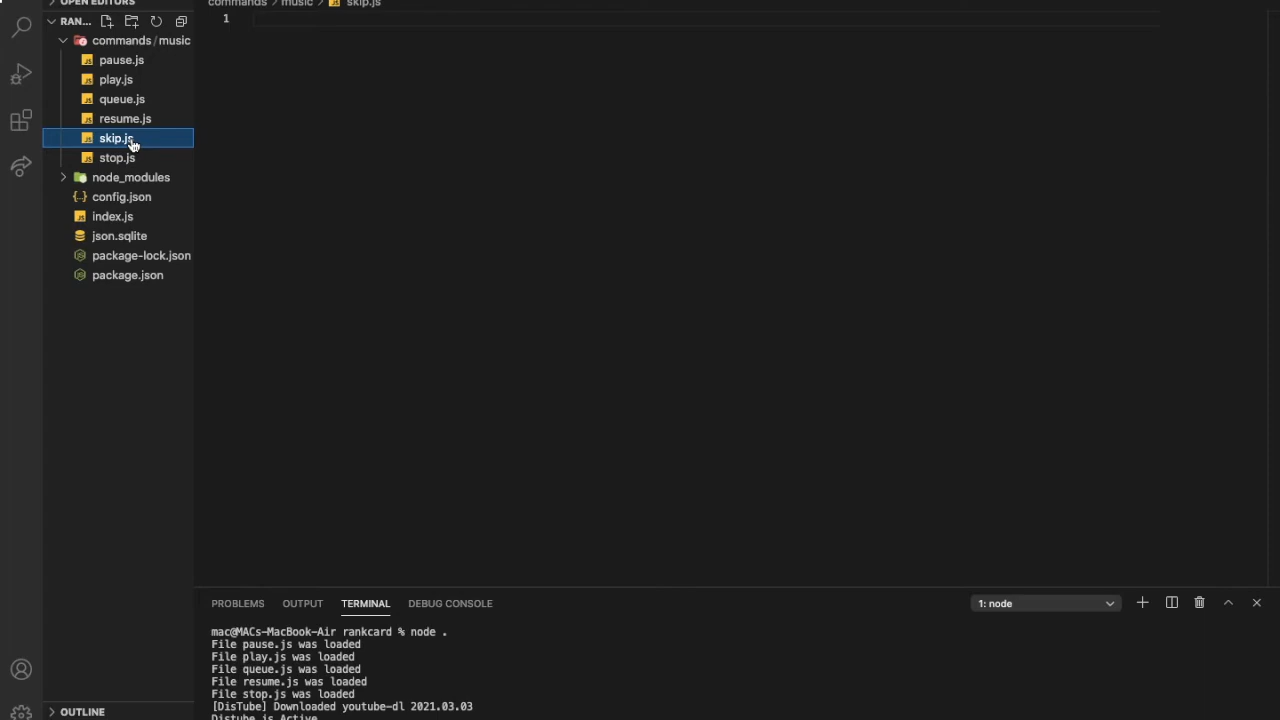 OPEN EDITORS
RAN...
commands / music
pause.js
play.js
queue.js
resume.js
skip.js
stop.js
node_modules
config.json
index.js
json.sqlite
package-lock.json
package.json
OUTLINE
commands > music > JS skip.js
1
PROBLEMS OUTPUT TERMINAL DEBUG CONSOLE 1: node
mac@MACs-MacBook-Air rankcard % node .
File pause.js was loaded
File play.js was loaded
File queue.js was loaded
File resume.js was loaded
File stop.js was loaded
[DisTube] Downloaded youtube-dl 2021.03.03
Distube is Active